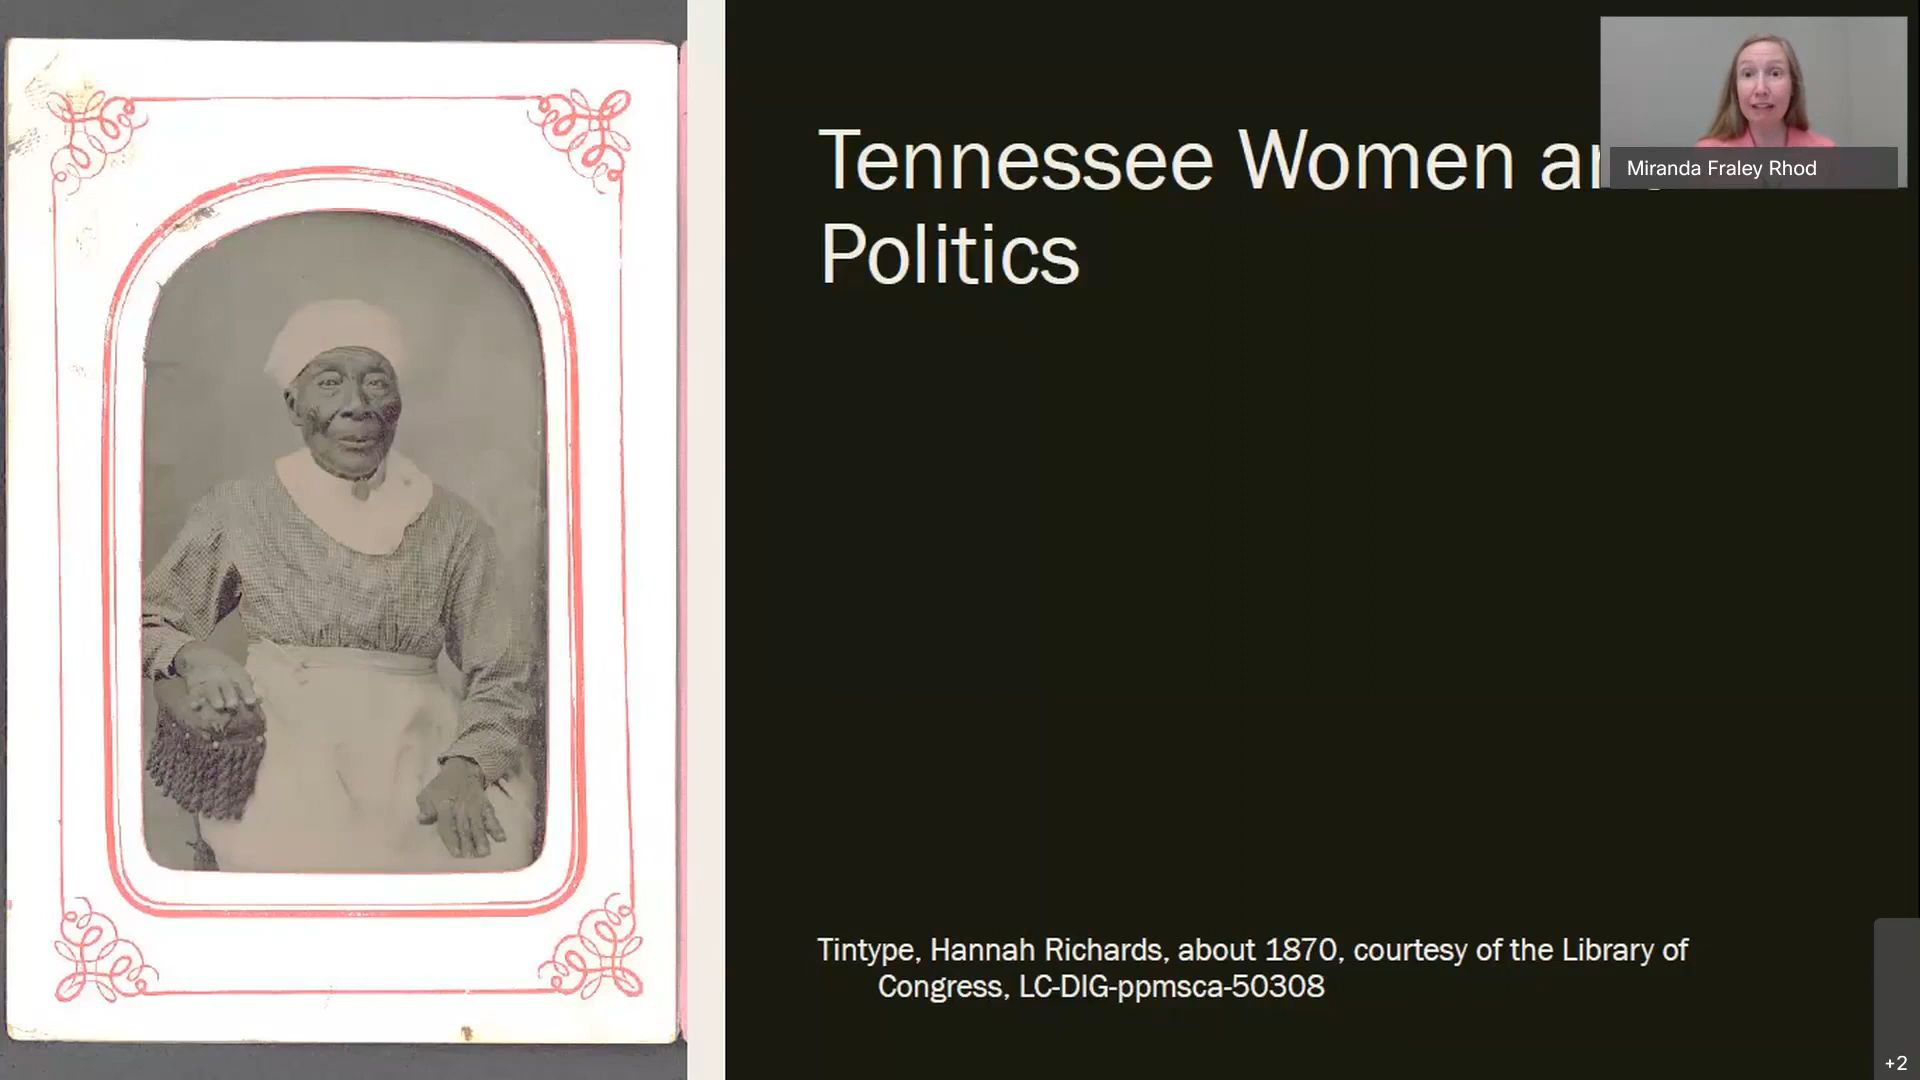 Tennessee Women
Politics
Miranda Fraley Rhod
Tintype, Hannah Richards, about 1870, courtesy of the Library of
Congress, LC-DIG-ppmsca-50308
+2